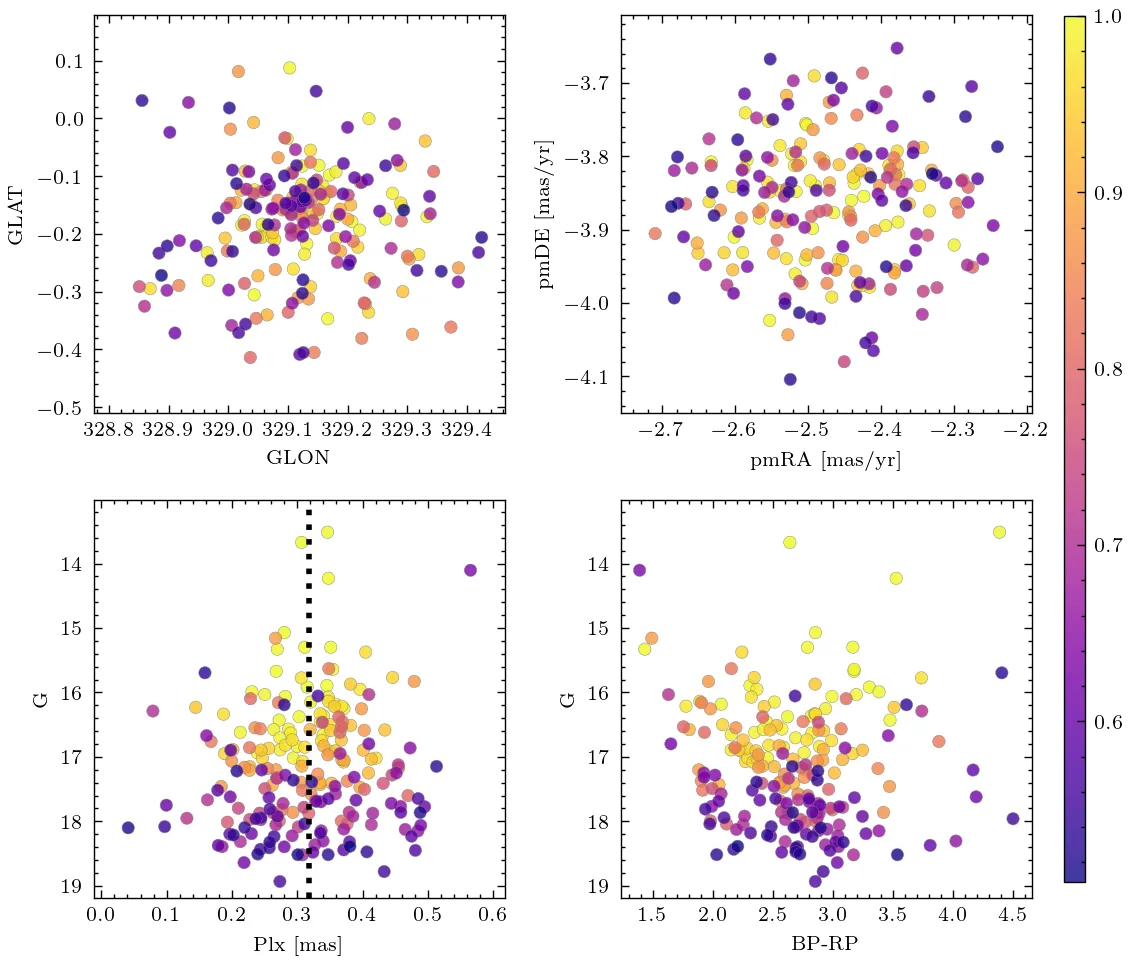 0.1
0.0
−0.1
−0.2
−0.3
−0.4
−0.5
GLAT
328.8 328.9 329.0 329.1 329.2 329.3 329.4
GLON
−3.7
−3.8
−3.9
−4.0
−4.1
pmDE [mas/yr]
−2.7 −2.6 −2.5 −2.4 −2.3 −2.2
pmRA [mas/yr]
14
15
16
17
18
19
G
0.0 0.1 0.2 0.3 0.4 0.5 0.6
Plx [mas]
14
15
16
17
18
19
G
1.5 2.0 2.5 3.0 3.5 4.0 4.5
BP-RP
1.0
0.9
0.8
0.7
0.6